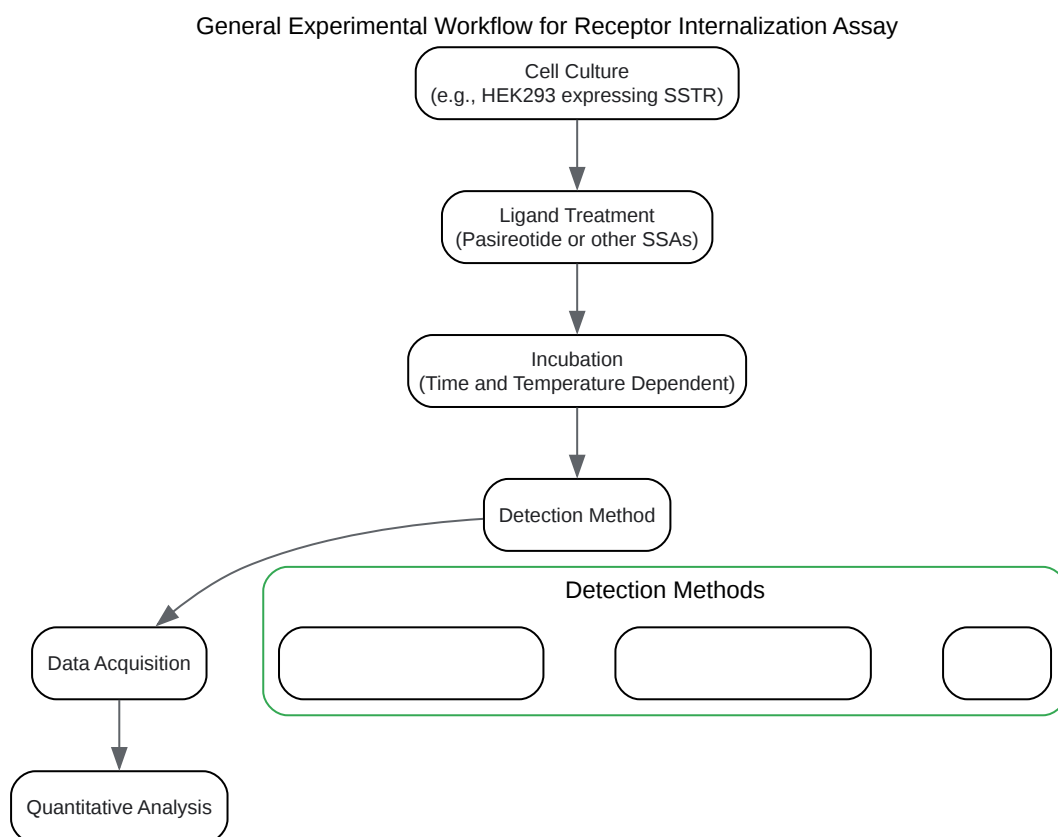 General Experimental Workflow for Receptor Internalization Assay
Cell Culture
(e.g., HEK293 expressing SSTR)
Ligand Treatment
(Pasireotide or other SSAs)
Incubation
(Time and Temperature Dependent)
Detection Method
Detection Methods
Data Acquisition
Quantitative Analysis